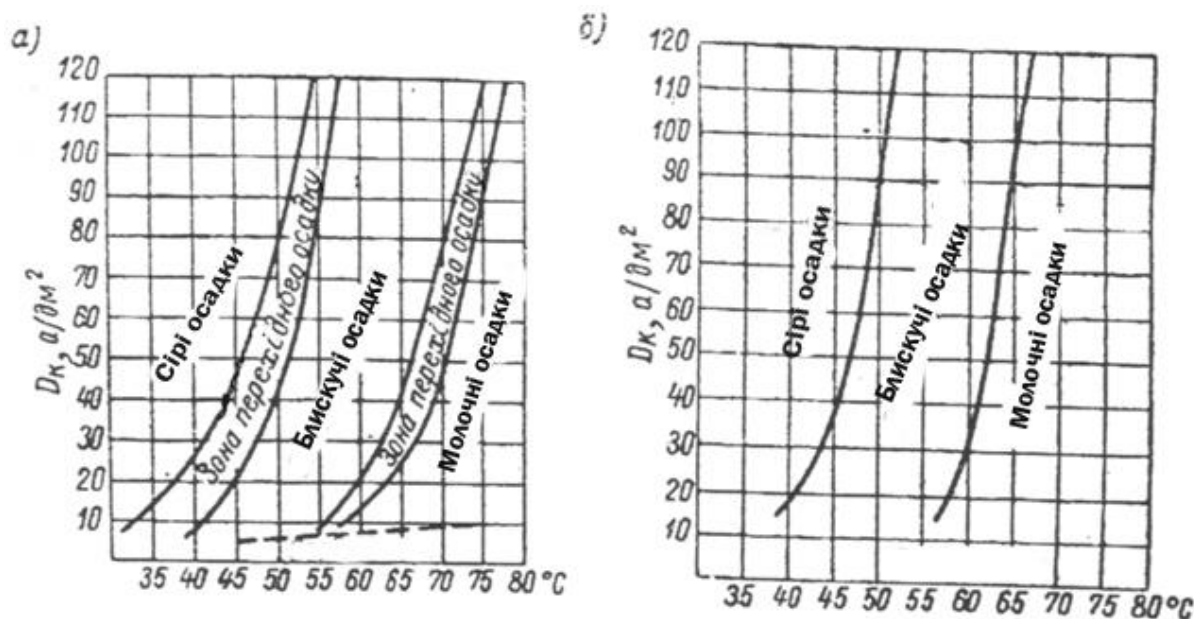 а)
120
110
100
90
80
70
60
50
40
30
20
10
Dк, а/дм²
Сірі осадки
Зона перехідного осадку
Блискучі осадки
Зона перехідного осадку
Молочні осадки
35 40 45 50 55 60 65 70 75 80 °C
б)
120
110
100
90
80
70
60
50
40
30
20
10
Dк, а/дм²
Сірі осадки
Блискучі осадки
Молочні осадки
35 40 45 50 55 60 65 70 75 80 °C